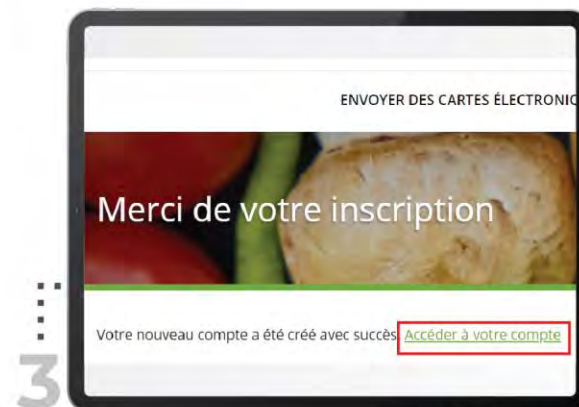 ENVOYER DES CARTES ÉLECTRONIC
Merci de votre inscription
Votre nouveau compte a été créé avec succès. Accéder à votre compte
3